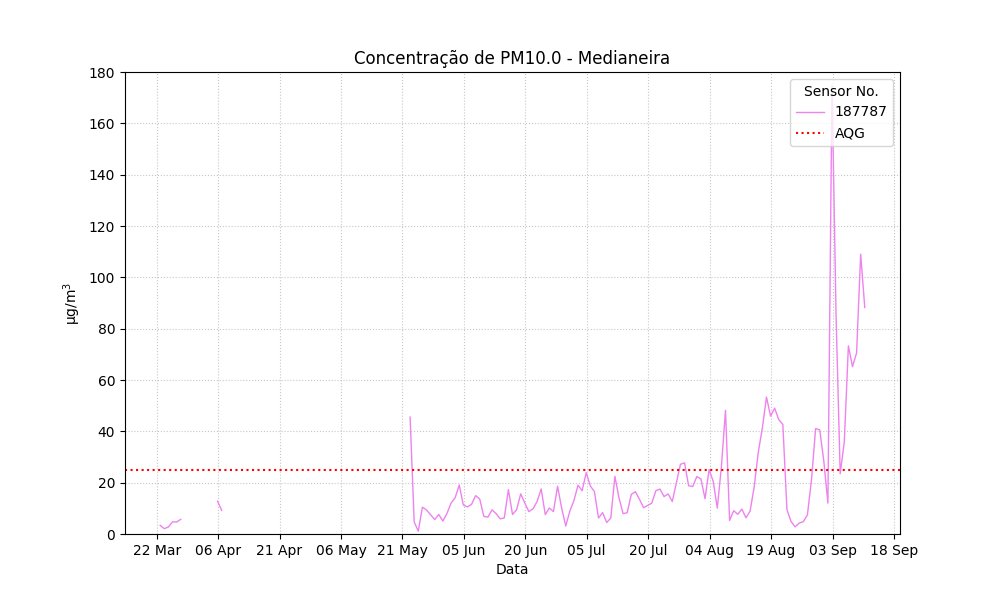 Concentração de PM10.0 - Medianeira
Sensor No.
187787
AQG
µg/m³
180
160
140
120
100
80
60
40
20
0
22 Mar 06 Apr 21 Apr 06 May 21 May 05 Jun 20 Jun 05 Jul 20 Jul 04 Aug 19 Aug 03 Sep 18 Sep
Data